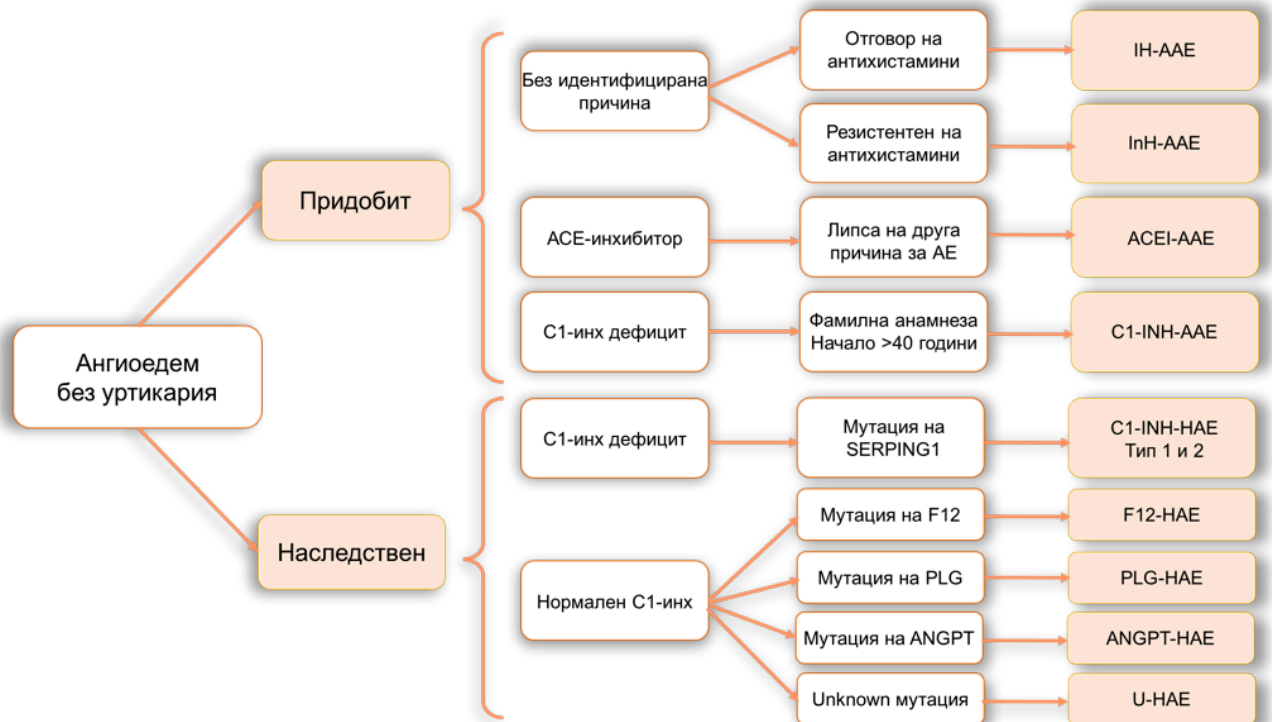 Ангиоедем
без уртикария
Придобит
Без идентифицирана
причина
Отговор на
антихистамини
IH-AAE
Резистентен на
антихистамини
InH-AAE
ACE-инхибитор
Липса на друга
причина за АЕ
ACEI-AAE
С1-инх дефицит
Фамилна анамнеза
Начало >40 години
C1-INH-AAE
Наследствен
С1-инх дефицит
Мутация на
SERPING1
C1-INH-HAE
Тип 1 и 2
Нормален С1-инх
Мутация на F12
F12-HAE
Мутация на PLG
PLG-HAE
Мутация на ANGPT
ANGPT-HAE
Unknown мутация
U-HAE